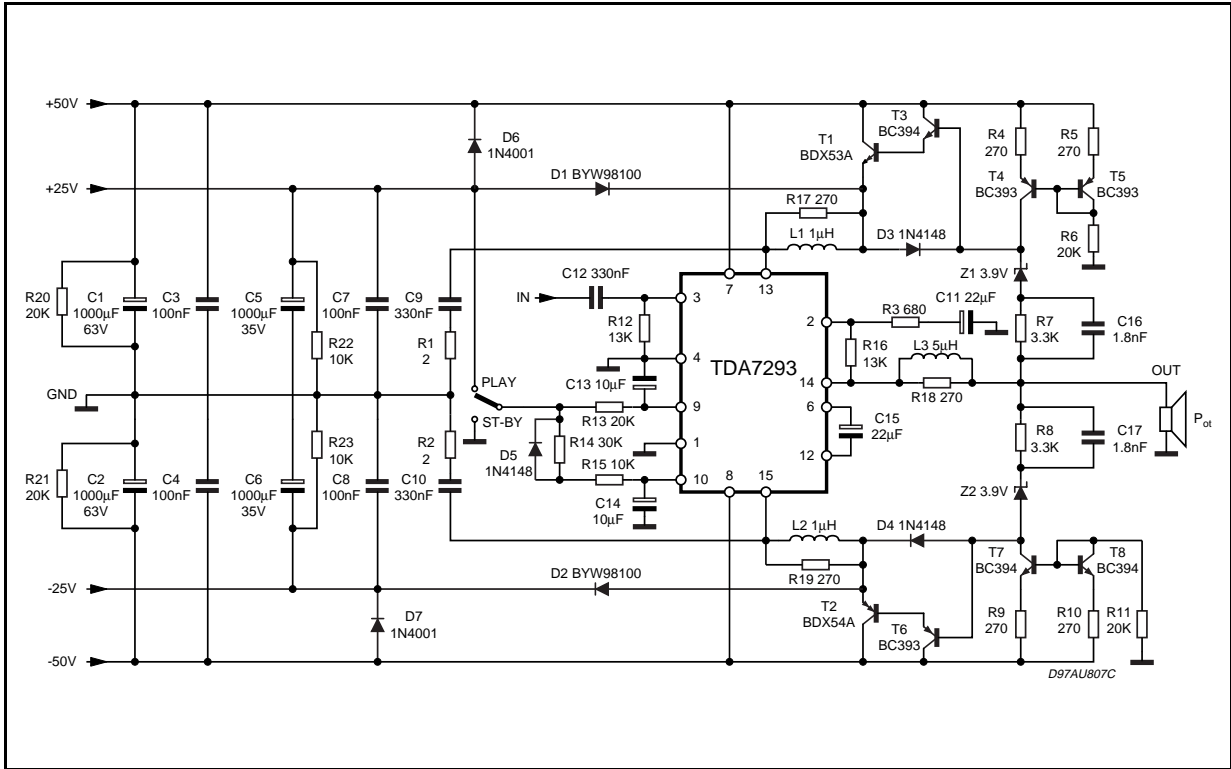 +50V
D6
1N4001
T3
BC394
T1
BDX53A
R4
270
R5
270
+25V
D1 BYW98100
T4
BC393
T5
BC393
R17 270
L1 1μH
D3 1N4148
R6
20K
C12 330nF
IN
Z1 3.9V
3
7
13
R20
20K
C1
1000μF
63V
C3
100nF
C5
1000μF
35V
C7
100nF
C9
330nF
R12
13K
2
R3 680
C11 22μF
R7
3.3K
C16
1.8nF
R22
10K
R1
2
4
TDA7293
R16
13K
L3 5μH
C13 10μF
14
OUT
GND
PLAY
ST-BY
R13 20K
9
R18 270
6
Pot
R21
20K
C2
1000μF
63V
C4
100nF
R23
10K
C6
1000μF
35V
C8
100nF
R2
2
C10
330nF
D5
1N4148
R14 30K
R15 10K
1
10
C15
22μF
12
R8
3.3K
C17
1.8nF
C14
10μF
8
15
Z2 3.9V
L2 1μH
D4 1N4148
R19 270
T7
BC394
T8
BC394
-25V
D2 BYW98100
D7
1N4001
T2
BDX54A
T6
BC393
R9
270
R10
270
R11
20K
-50V
D97AU807C